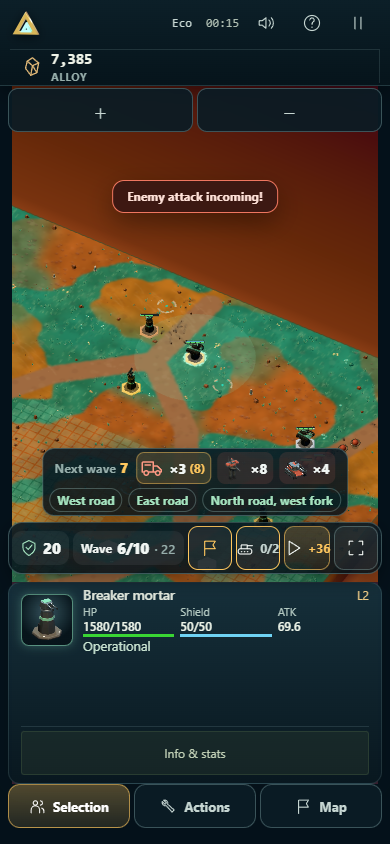 Eco 00:15
7,385
ALLOY
+ −
Enemy attack incoming!
Next wave 7 ×3 (8) ×8 ×4
West road East road North road, west fork
20 Wave 6/10 · 22 0/2 +36
Breaker mortar L2
HP Shield ATK
1580/1580 50/50 69.6
Operational
Info & stats
Selection Actions Map